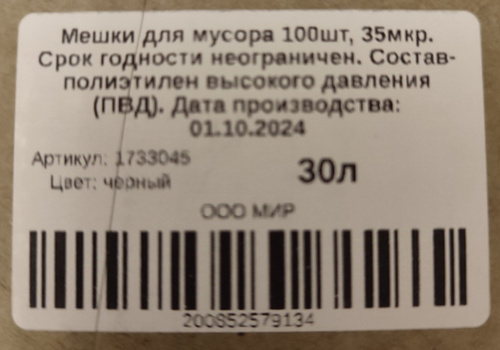 Мешки для мусора 100шт, 35мкр.
Срок годности неограничен. Состав-
полиэтилен высокого давления
(ПВД). Дата производства:
01.10.2024
Артикул: 1733045
30л
Цвет: черный
ООО МИР
200852579134